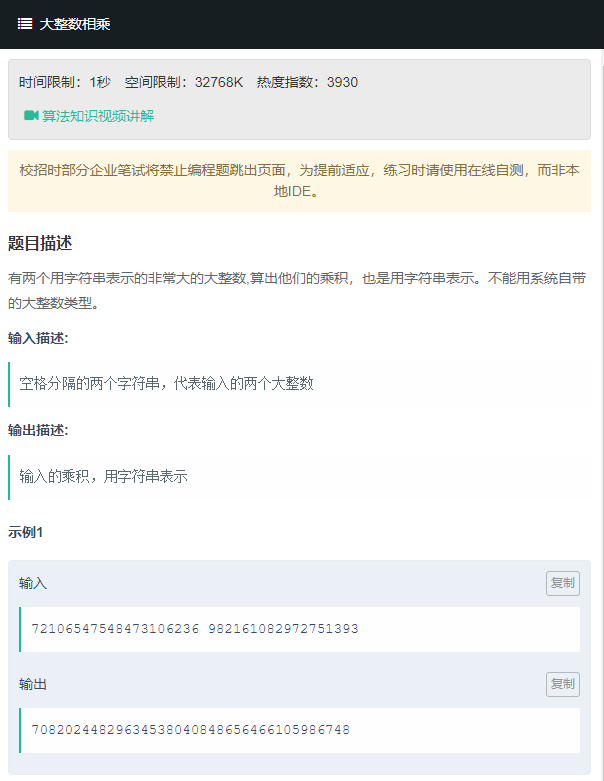 大整数相乘
时间限制：1秒 空间限制：32768K 热度指数：3930
算法知识视频讲解
校招时部分企业笔试将禁止编程题跳出页面，为提前适应，练习时请使用在线自测，而非本
地IDE。
题目描述
有两个用字符串表示的非常大的大整数,算出他们的乘积，也是用字符串表示。不能用系统自带
的大整数类型。
输入描述:
空格分隔的两个字符串，代表输入的两个大整数
输出描述:
输入的乘积，用字符串表示
示例1
输入
复制
72106547548473106236 982161082972751393
输出
复制
70820244829634538040848656466105986748